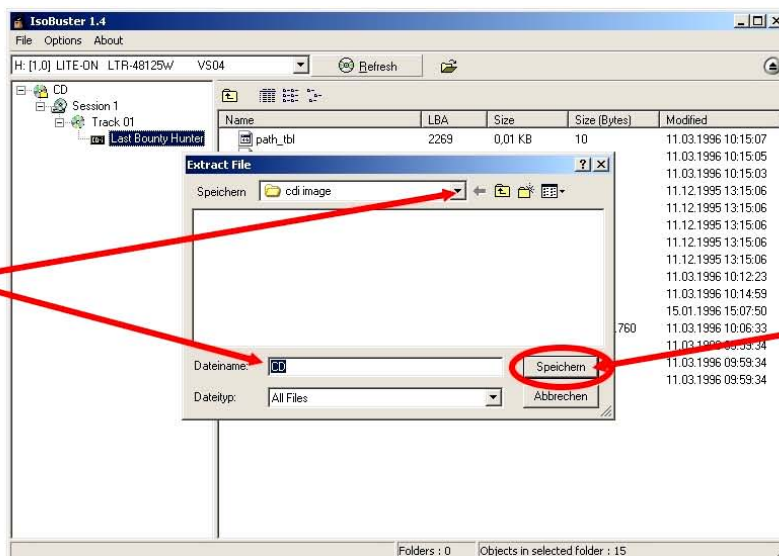 IsoBuster 1.4
File Options About
H: [1,0] LITE-ON LTR-48125W VS04 Refresh
CD
Session 1
Track 01
Last Bounty Hunter
Name LBA Size Size (Bytes) Modified
path_tbl 2269 0,01 KB 10 11.03.1996 10:15:07
11.03.1996 10:15:05
11.03.1996 10:15:03
11.12.1995 13:15:06
11.12.1995 13:15:06
11.12.1995 13:15:06
11.12.1995 13:15:06
11.03.1996 10:12:23
11.03.1996 10:14:59
15.01.1996 15:07:50
.760 11.03.1996 10:06:33
11.03.1996 09:59:34
11.03.1996 09:59:34
Extract File
Speichern cdi image
Dateiname: CD Speichern
Dateityp: All Files Abbrechen
Folders : 0 Objects in selected folder : 15